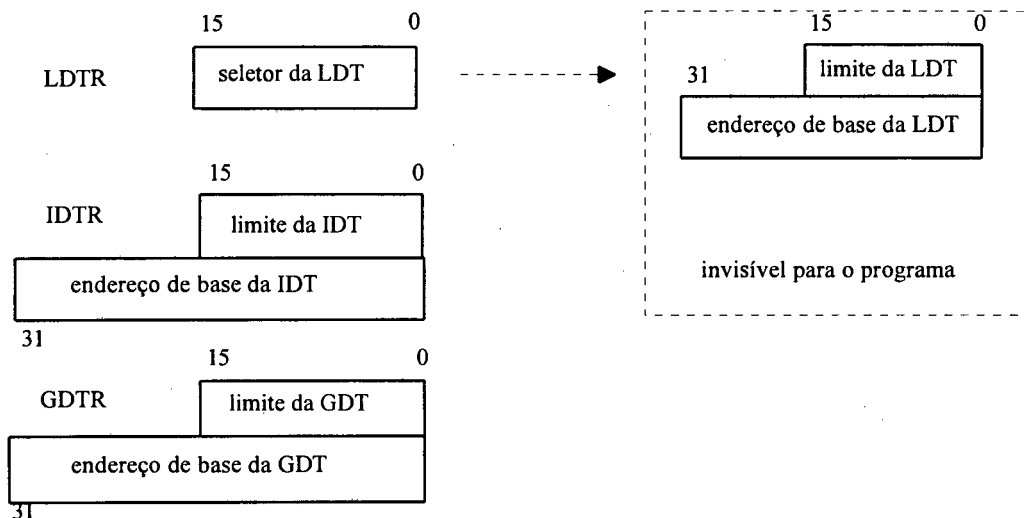 15 0
LDTR
seletor da LDT
15 0
31
limite da LDT
endereço de base da LDT
invisível para o programa
15 0
IDTR
limite da IDT
endereço de base da IDT
31
15 0
GDTR
limite da GDT
endereço de base da GDT
31